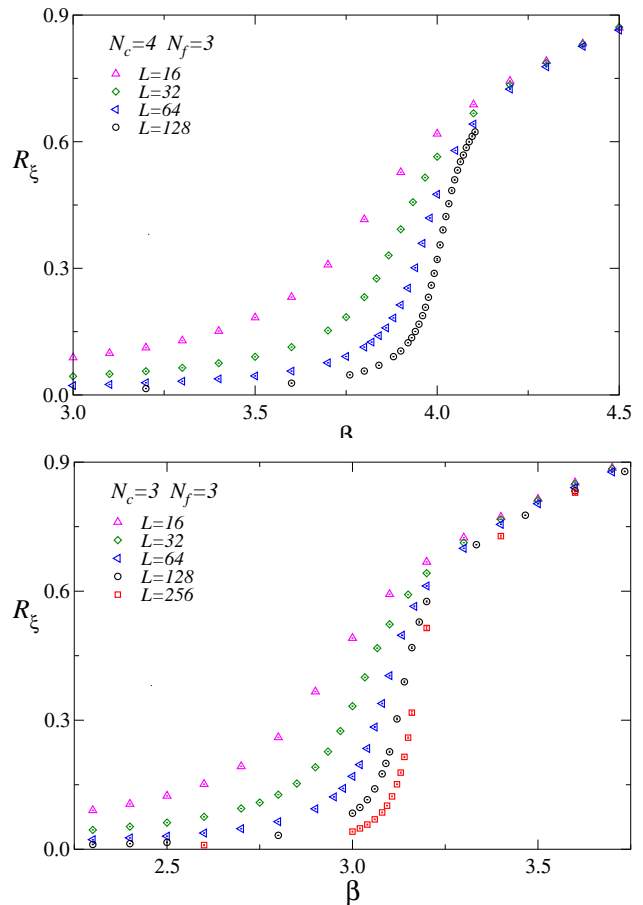 0.9
N_c=4 N_f=3
L=16
L=32
L=64
L=128
0.6
R_ξ
0.3
0.0
3.0 3.5 4.0 4.5
0.9
N_c=3 N_f=3
L=16
L=32
L=64
L=128
L=256
0.6
R_ξ
0.3
0.0
2.5 3.0 3.5
β